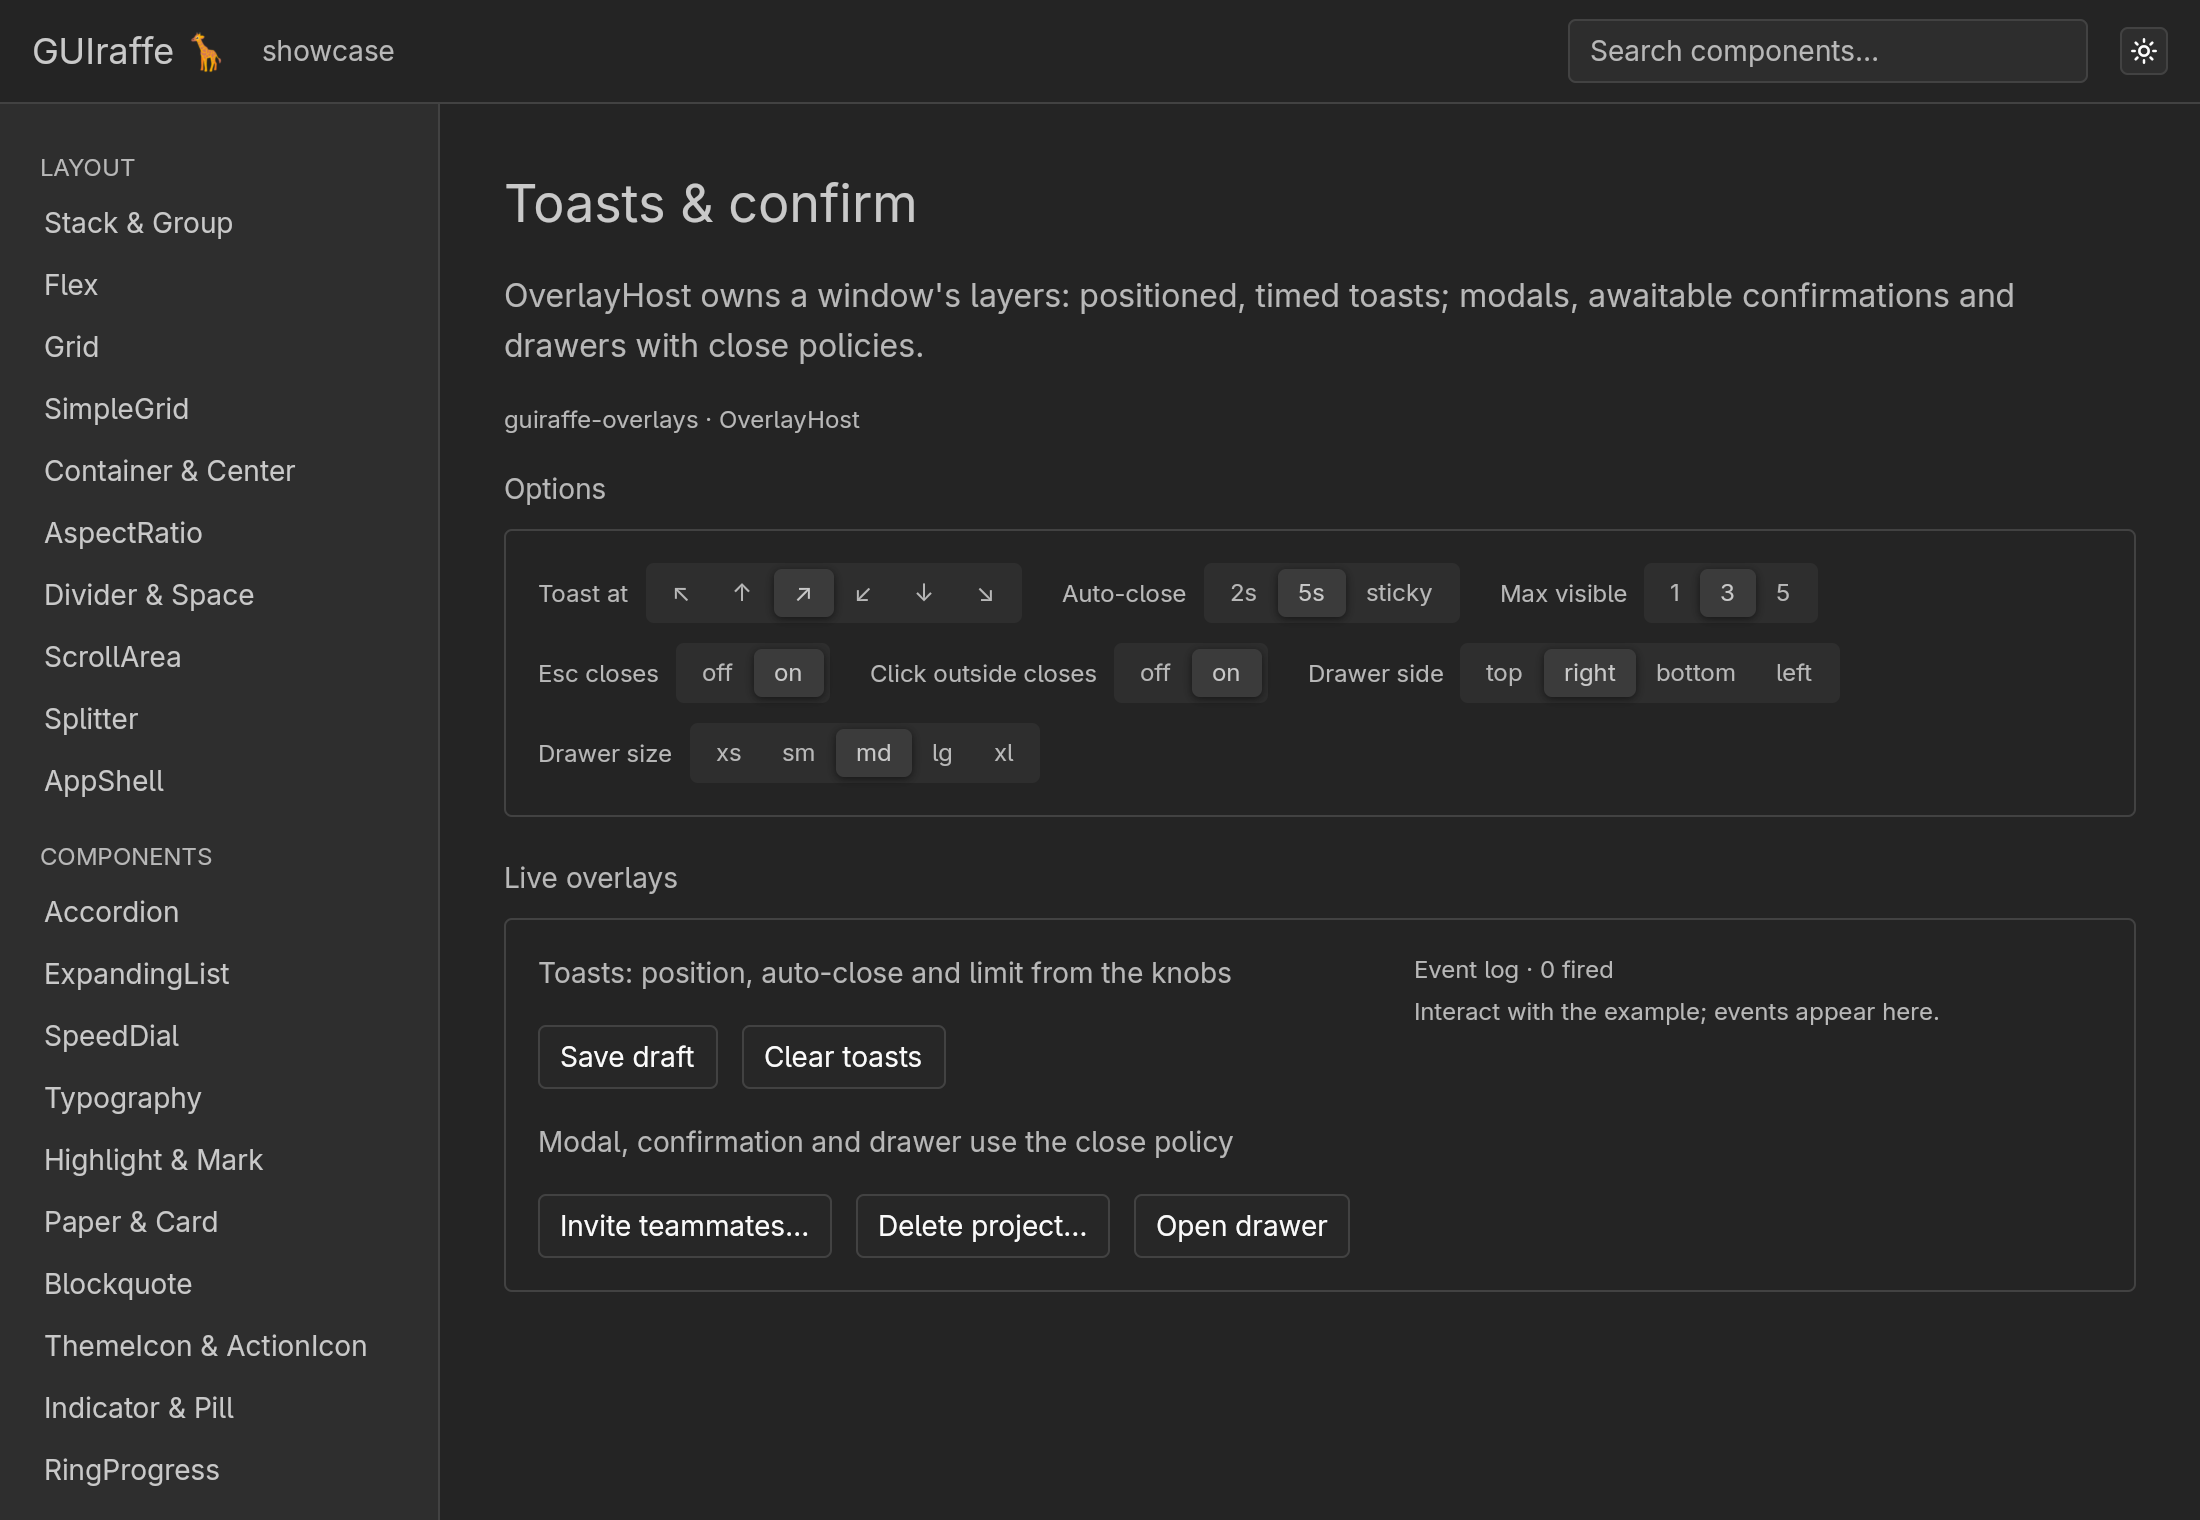 GUIraffe 🦒 showcase
Search components...
LAYOUT
Stack & Group
Flex
Grid
SimpleGrid
Container & Center
AspectRatio
Divider & Space
ScrollArea
Splitter
AppShell
COMPONENTS
Accordion
ExpandingList
SpeedDial
Typography
Highlight & Mark
Paper & Card
Blockquote
ThemeIcon & ActionIcon
Indicator & Pill
RingProgress
Toasts & confirm
OverlayHost owns a window's layers: positioned, timed toasts; modals, awaitable confirmations and
drawers with close policies.
guiraffe-overlays · OverlayHost
Options
Toast at ↖ ↑ ↗ ↙ ↓ ↘ Auto-close 2s 5s sticky Max visible 1 3 5
Esc closes off on Click outside closes off on Drawer side top right bottom left
Drawer size xs sm md lg xl
Live overlays
Toasts: position, auto-close and limit from the knobs
Save draft Clear toasts
Modal, confirmation and drawer use the close policy
Invite teammates... Delete project... Open drawer
Event log · 0 fired
Interact with the example; events appear here.